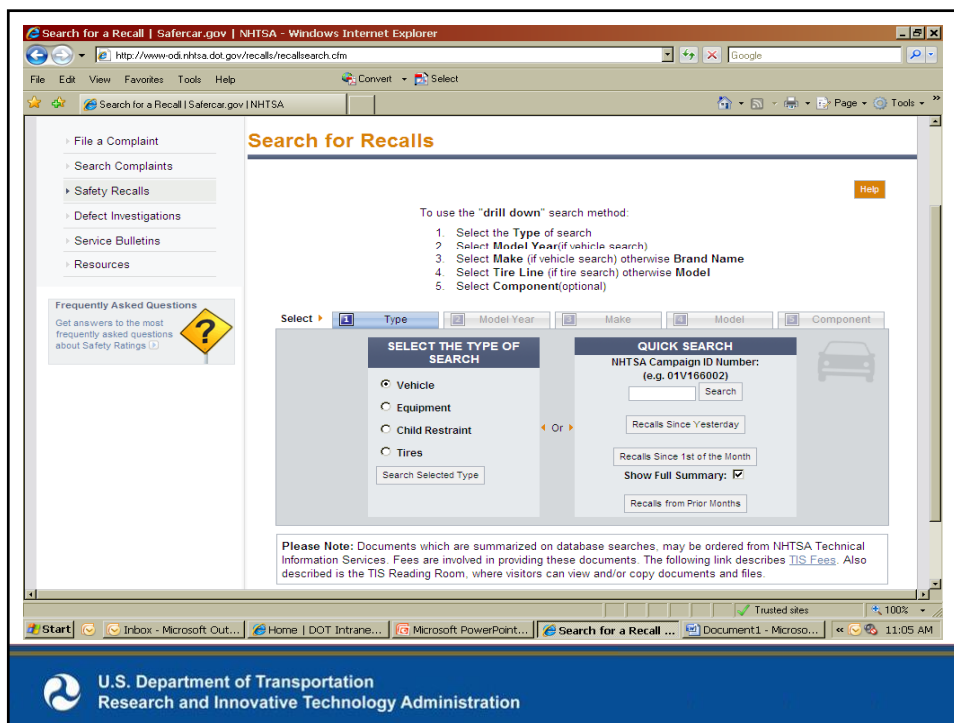 Search for a Recall | Safercar.gov | NHTSA - Windows Internet Explorer
http://www-odi.nhtsa.dot.gov/recalls/recallsearch.cfm
Google
File Edit View Favorites Tools Help
Convert Select
Search for a Recall | Safercar.gov | NHTSA
Page Tools
File a Complaint
Search Complaints
Safety Recalls
Defect Investigations
Service Bulletins
Resources
Frequently Asked Questions
Get answers to the most
frequently asked questions
about Safety Ratings
?
Search for Recalls
Help
To use the "drill down" search method:
1. Select the Type of search
2. Select Model Year(if vehicle search)
3. Select Make (if vehicle search) otherwise Brand Name
4. Select Tire Line (if tire search) otherwise Model
5. Select Component(optional)
Select 1 Type 2 Model Year 3 Make 4 Model 5 Component
SELECT THE TYPE OF
SEARCH
Vehicle
Equipment
Child Restraint
Tires
Search Selected Type
Or
QUICK SEARCH
NHTSA Campaign ID Number:
(e.g. 01V166002)
Search
Recalls Since Yesterday
Recalls Since 1st of the Month
Show Full Summary:
Recalls from Prior Months
Please Note: Documents which are summarized on database searches, may be ordered from NHTSA Technical
Information Services. Fees are involved in providing these documents. The following link describes TIS Fees. Also
described is the TIS Reading Room, where visitors can view and/or copy documents and files.
Trusted sites 100%
Start Inbox - Microsoft Out... Home | DOT Intrane... Microsoft PowerPoint... Search for a Recall ... Document1 - Microso... « 11:05 AM
U.S. Department of Transportation
Research and Innovative Technology Administration